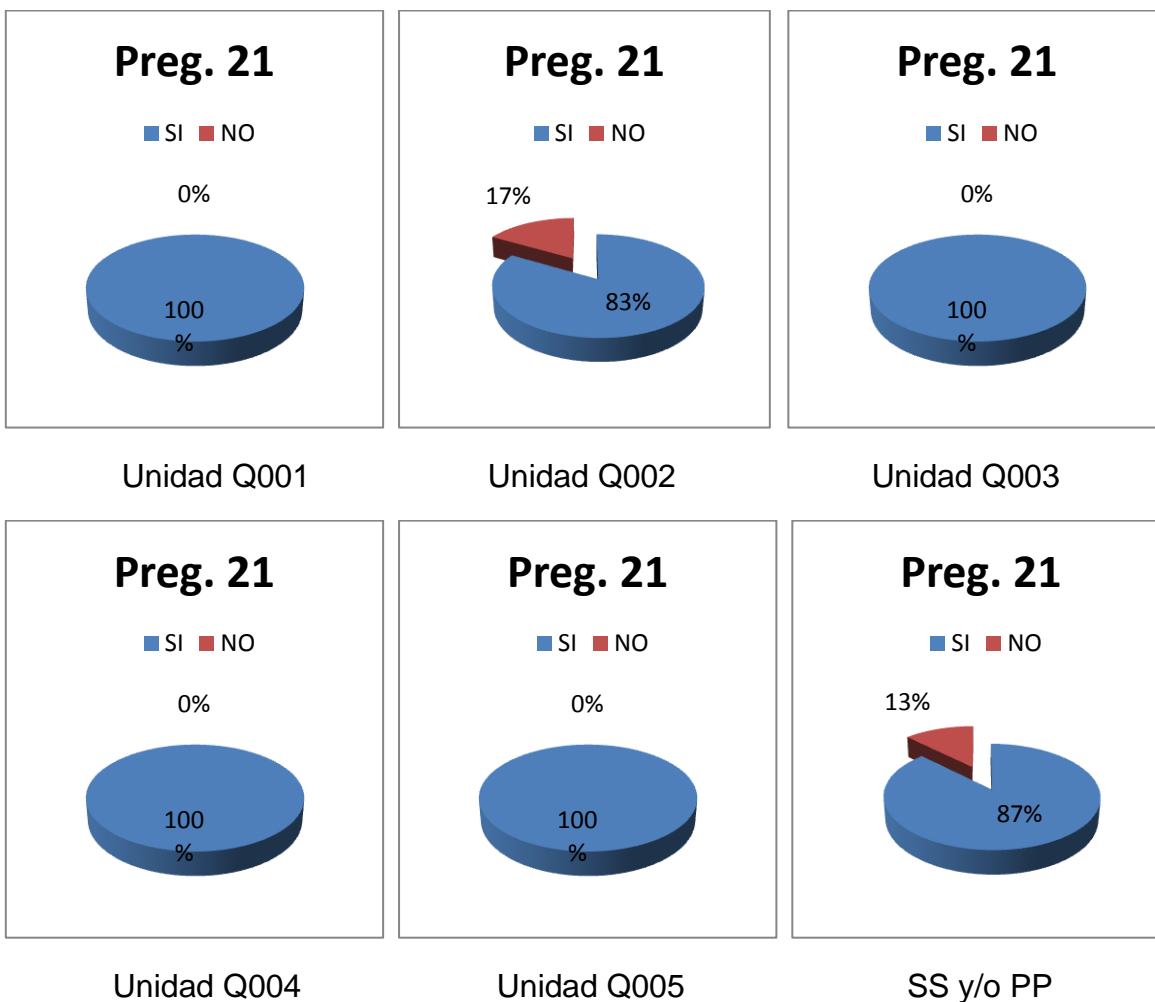 Preg. 21
SI NO
0%
100
%
Unidad Q001
Preg. 21
SI NO
17%
83%
Unidad Q002
Preg. 21
SI NO
0%
100
%
Unidad Q003
Preg. 21
SI NO
0%
100
%
Unidad Q004
Preg. 21
SI NO
0%
100
%
Unidad Q005
Preg. 21
SI NO
13%
87%
SS y/o PP